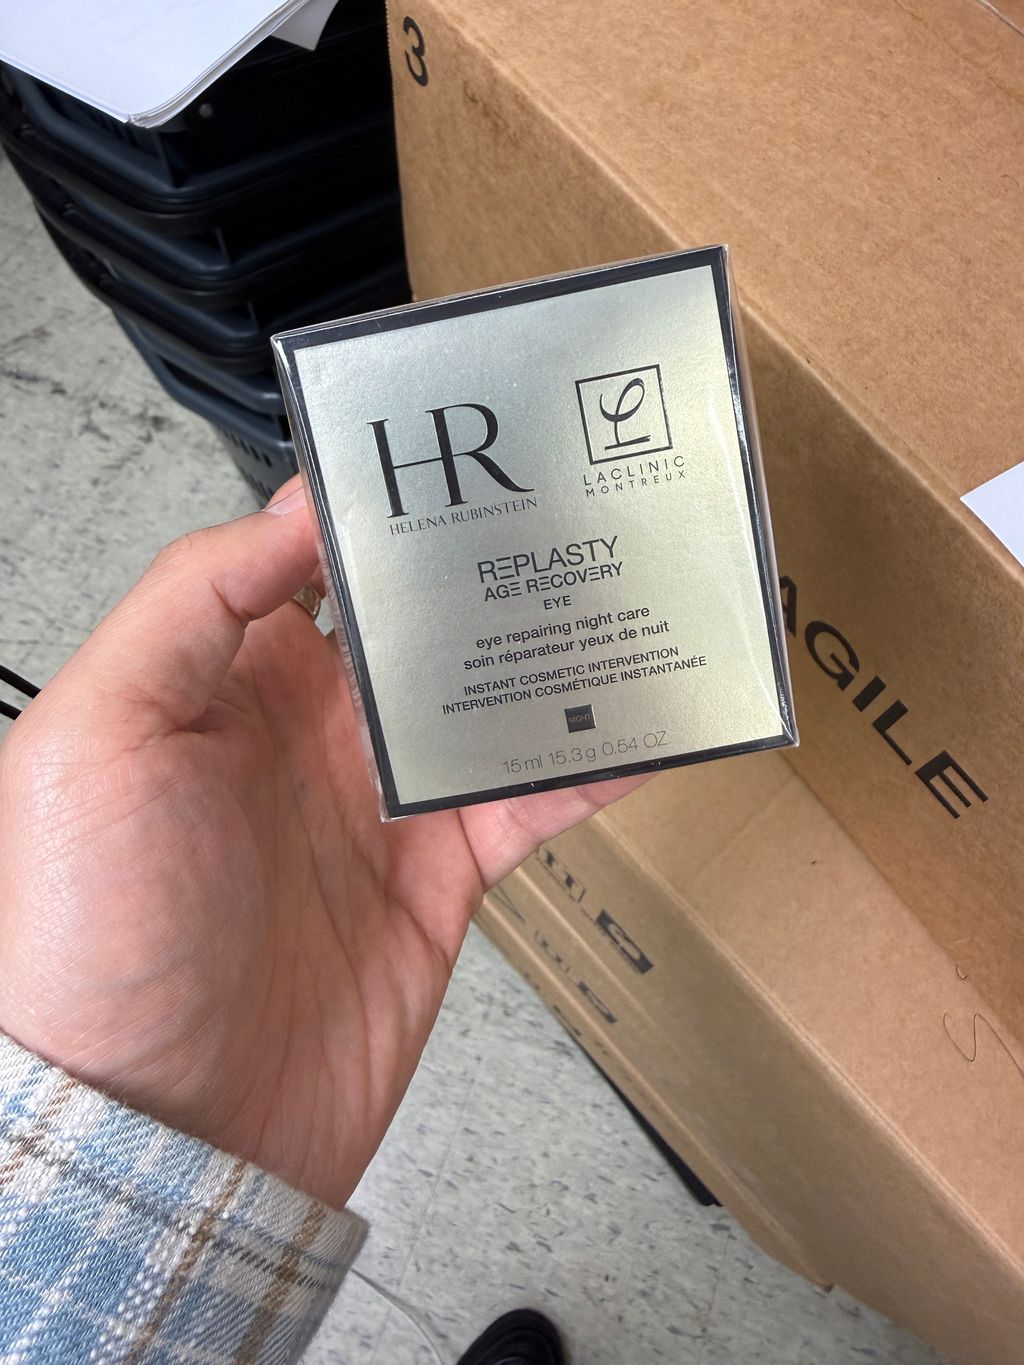 3
HR
HELENA RUBINSTEIN
LACLINIC
MONTREUX
REPLASTY
AGE RECOVERY
EYE
eye repairing night care
soin réparateur yeux de nuit
INSTANT COSMETIC INTERVENTION
INTERVENTION COSMÉTIQUE INSTANTANÉE
NIGHT
15 ml 15.3 g 0.54 OZ.
AGILE